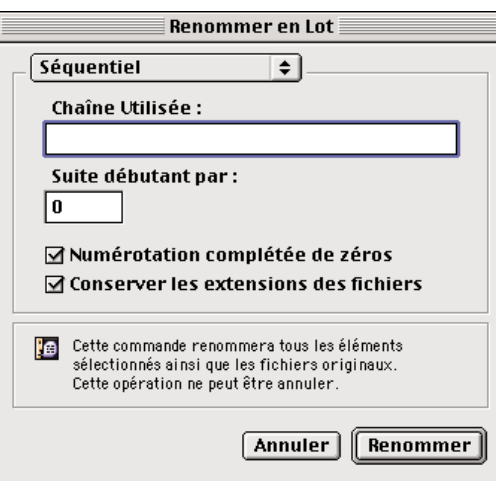 Renommer en Lot
Séquentiel
Chaîne Utilisée :
Suite débutant par :
0
Numérotation complétée de zéros
Conserver les extensions des fichiers
Cette commande renommera tous les éléments
sélectionnés ainsi que les fichiers originaux.
Cette opération ne peut être annuler.
Annuler
Renommer